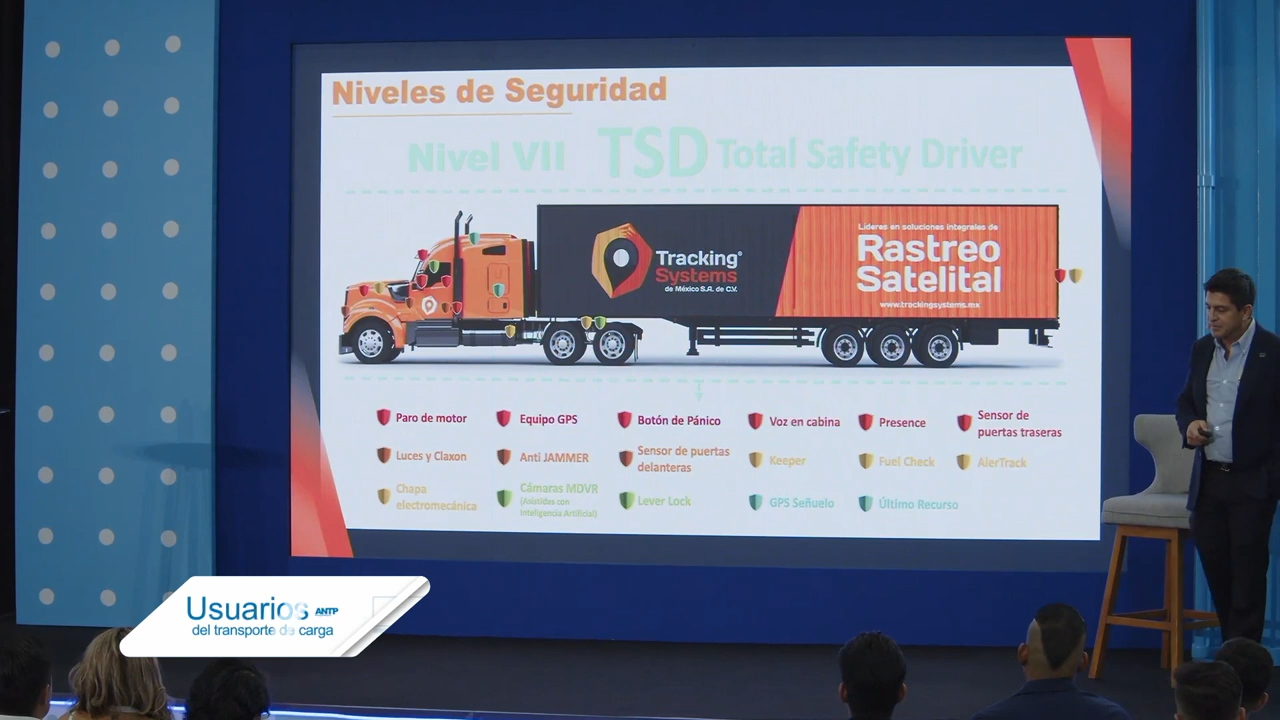 Niveles de Seguridad
Nivel VII TSD Total Safety Driver
Tracking®
Systems
de México S.A. de C.V.
Líderes en soluciones integrales de
Rastreo
Satelital
www.trackingsystems.mx
Paro de motor
Equipo GPS
Botón de Pánico
Voz en cabina
Presence
Sensor de
puertas traseras
Luces y Claxon
Anti JAMMER
Sensor de puertas
delanteras
Keeper
Fuel Check
AlerTrack
Chapa
electromecánica
Cámaras MDVR
(Asistidas con
Inteligencia Artificial)
Lever Lock
GPS Señuelo
Último Recurso
Usuarios ANTP
del transporte de carga